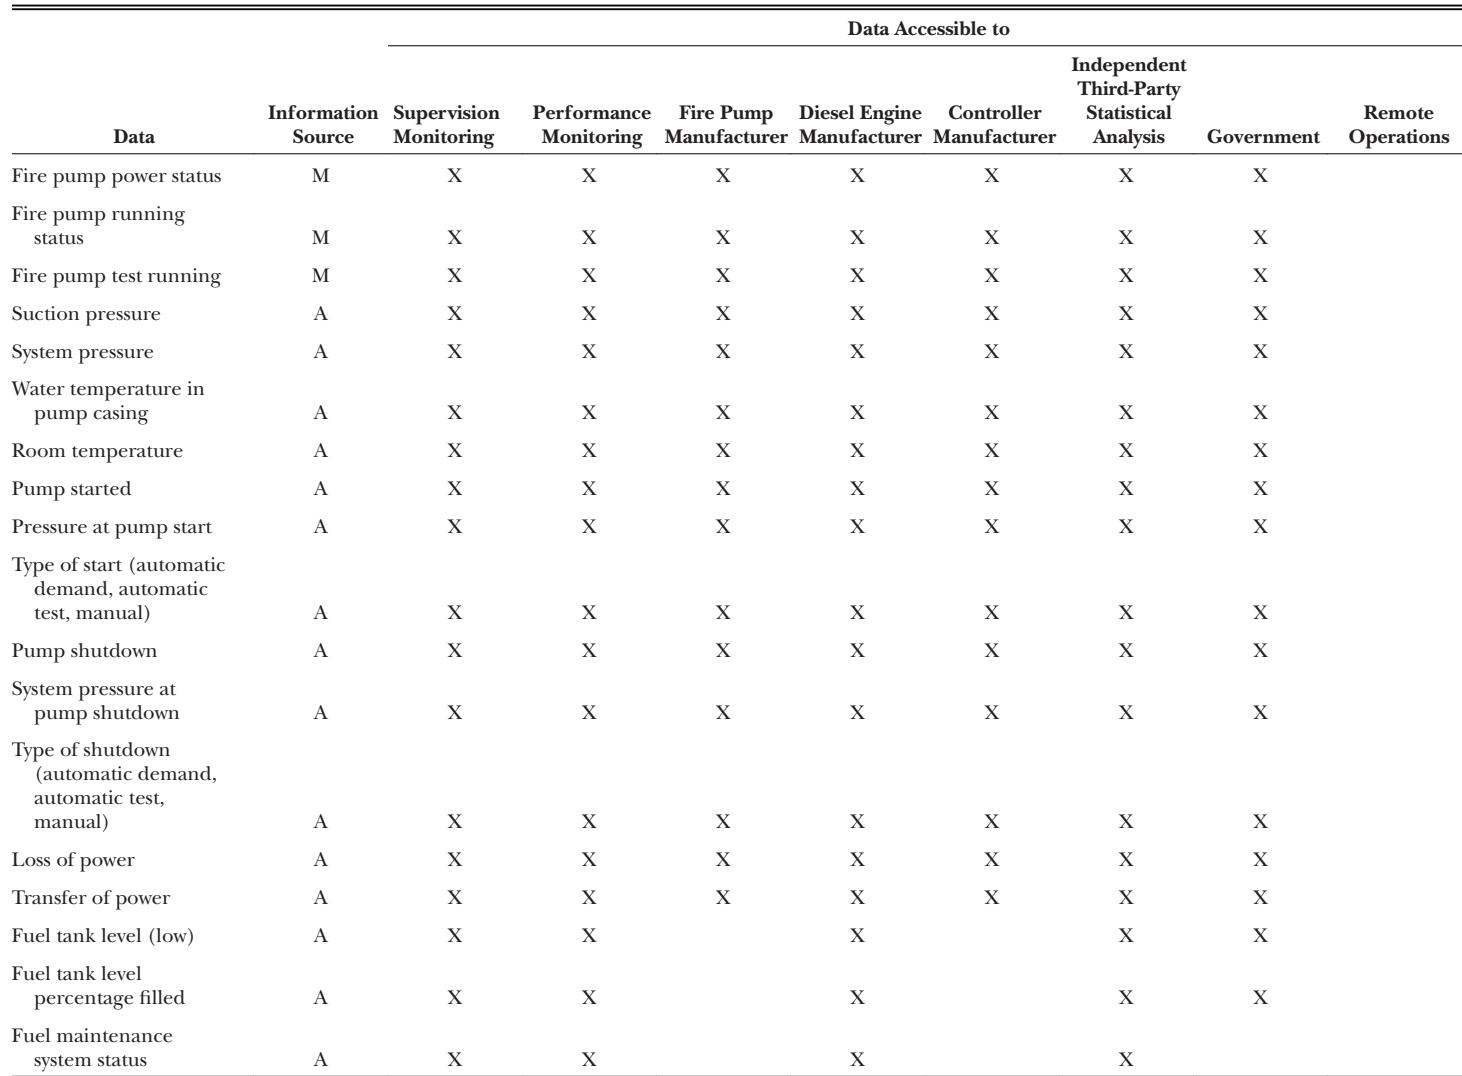 Data Accessible to
Independent
Third-Party
Information Supervision Performance Fire Pump Diesel Engine Controller Statistical Remote
Data Source Monitoring Monitoring Manufacturer Manufacturer Manufacturer Analysis Government Operations
Fire pump power status M X X X X X X X
Fire pump running
status M X X X X X X X
Fire pump test running M X X X X X X X
Suction pressure A X X X X X X X
System pressure A X X X X X X X
Water temperature in
pump casing A X X X X X X X
Room temperature A X X X X X X X
Pump started A X X X X X X X
Pressure at pump start A X X X X X X X
Type of start (automatic
demand, automatic
test, manual) A X X X X X X X
Pump shutdown A X X X X X X X
System pressure at
pump shutdown A X X X X X X X
Type of shutdown
(automatic demand,
automatic test,
manual) A X X X X X X X
Loss of power A X X X X X X X
Transfer of power A X X X X X X X
Fuel tank level (low) A X X X X X
Fuel tank level
percentage filled A X X X X X
Fuel maintenance
system status A X X X X